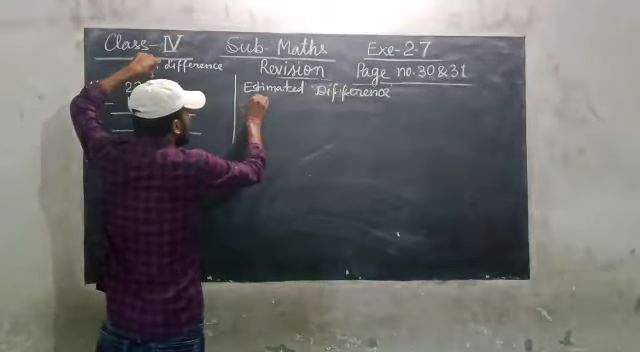 Class-IV Sub-Maths Exe-2.7
Revision Page no.30&31
difference
Estimated Difference